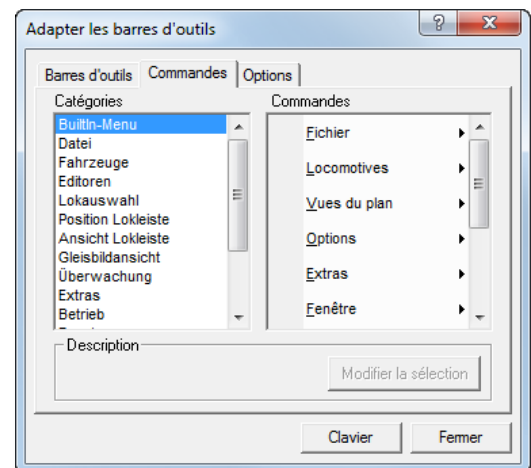 Adapter les barres d'outils
Barres d'outils Commandes Options
Catégories
BuiltIn-Menu
Datei
Fahrzeuge
Editoren
Lokauswahl
Position Lokleiste
Ansicht Lokleiste
Gleisbildansicht
Überwachung
Extras
Betrieb
Commandes
Fichier
Locomotives
Vues du plan
Options
Extras
Fenêtre
Description
Modifier la sélection
Clavier Fermer